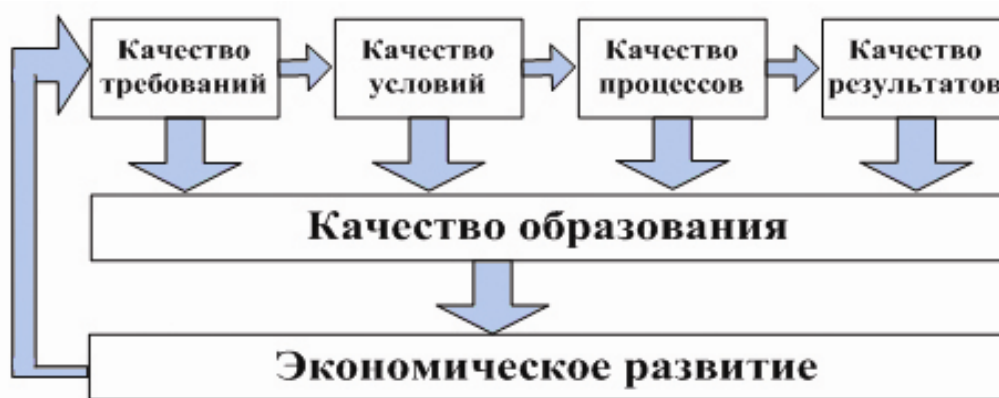 Качество
требований
Качество
условий
Качество
процессов
Качество
результатов
Качество образования
Экономическое развитие